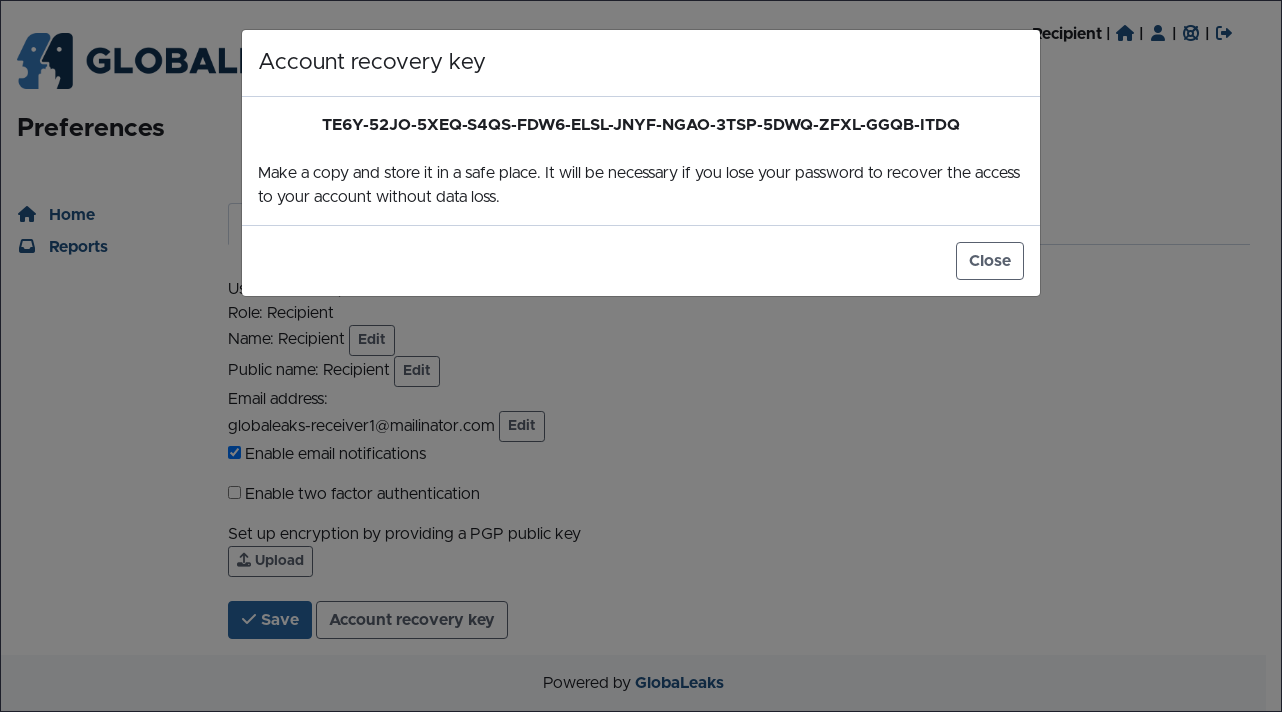 GLOBAL
Recipient | | | |
Account recovery key
Preferences
TE6Y-52JO-5XEQ-S4QS-FDW6-ELSL-JNYF-NGAO-3TSP-5DWQ-ZFXL-GGQB-ITDQ
Make a copy and store it in a safe place. It will be necessary if you lose your password to recover the access
to your account without data loss.
Close
Home
Reports
Role: Recipient
Name: Recipient Edit
Public name: Recipient Edit
Email address:
globaleaks-receiver1@mailinator.com Edit
Enable email notifications
Enable two factor authentication
Set up encryption by providing a PGP public key
Upload
Save Account recovery key
Powered by GlobaLeaks